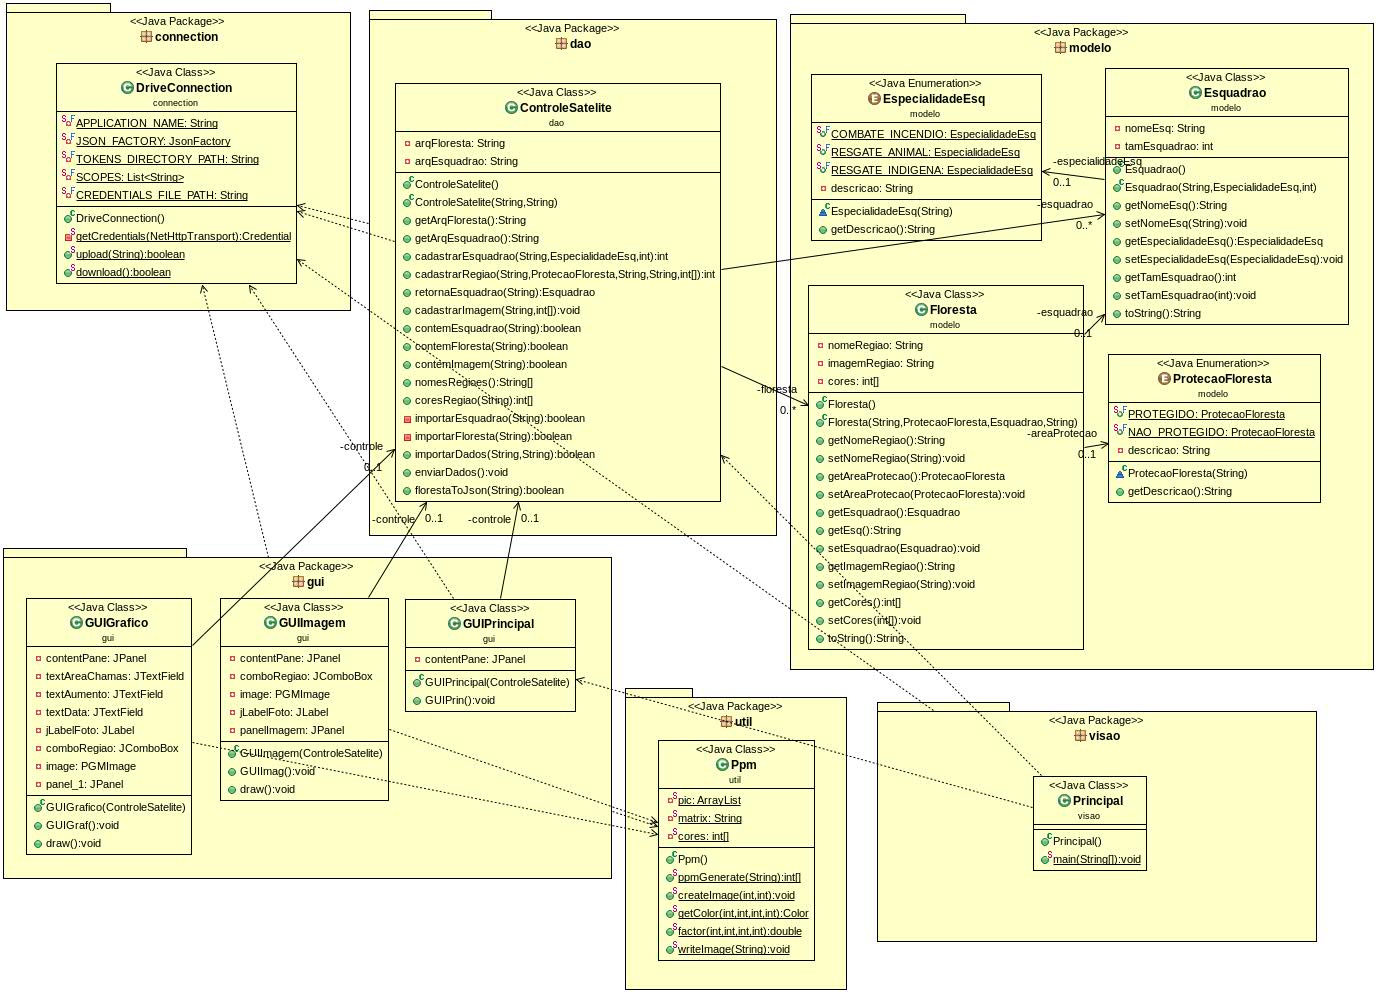 <<Java Package>>
connection
<<Java Class>>
DriveConnection
connection
APPLICATION_NAME: String
JSON_FACTORY: JsonFactory
TOKENS_DIRECTORY_PATH: String
SCOPES: List<String>
CREDENTIALS_FILE_PATH: String
DriveConnection()
getCredentials(NetHttpTransport):Credential
upload(String):boolean
download():boolean
<<Java Package>>
dao
<<Java Class>>
ControleSatelite
dao
arqFloresta: String
arqEsquadrao: String
ControleSatelite()
ControleSatelite(String,String)
getArqFloresta():String
getArqEsquadrao():String
cadastrarEsquadrao(String,EspecialidadeEsq,int):int
cadastrarRegiao(String,ProtecaoFloresta,String,String,int[]):int
retornaEsquadrao(String):Esquadrao
cadastrarImagem(String,int[]):void
contemEsquadrao(String):boolean
contemFloresta(String):boolean
contemImagem(String):boolean
nomesRegioes():String[]
coresRegiao(String):int[]
importarEsquadrao(String):boolean
importarFloresta(String):boolean
importarDados(String,String):boolean
enviarDados():void
florestaToJson(String):boolean
<<Java Package>>
modelo
<<Java Enumeration>>
EspecialidadeEsq
modelo
COMBATE_INCENDIO: EspecialidadeEsq
RESGATE_ANIMAL: EspecialidadeEsq
RESGATE_INDIGENA: EspecialidadeEsq
descricao: String
EspecialidadeEsq(String)
getDescricao():String
<<Java Class>>
Esquadrao
modelo
nomeEsq: String
tamEsquadrao: int
Esquadrao()
Esquadrao(String,EspecialidadeEsq,int)
getNomeEsq():String
setNomeEsq(String):void
getEspecialidadeEsq():EspecialidadeEsq
setEspecialidadeEsq(EspecialidadeEsq):void
getTamEsquadrao():int
setTamEsquadrao(int):void
toString():String
-especialidadeEsq
0..1
-esquadrao
0..*
<<Java Class>>
Floresta
modelo
nomeRegiao: String
imagemRegiao: String
cores: int[]
Floresta()
Floresta(String,ProtecaoFloresta,Esquadrao,String)
getNomeRegiao():String
setNomeRegiao(String):void
getAreaProtecao():ProtecaoFloresta
setAreaProtecao(ProtecaoFloresta):void
getEsquadrao():Esquadrao
getEsq():String
setEsquadrao(Esquadrao):void
getImagemRegiao():String
setImagemRegiao(String):void
getCores():int[]
setCores(int[]):void
toString():String
-esquadrao
0..1
<<Java Enumeration>>
ProtecaoFloresta
modelo
PROTEGIDO: ProtecaoFloresta
NAO_PROTEGIDO: ProtecaoFloresta
descricao: String
ProtecaoFloresta(String)
getDescricao():String
-areaProtecao
0..1
-floresta
0..*
-controle
0..1
-controle
0..1
-controle
0..1
<<Java Package>>
gui
<<Java Class>>
GUIGrafico
gui
contentPane: JPanel
textAreaChamas: JTextField
textAumento: JTextField
textData: JTextField
jLabelFoto: JLabel
comboRegiao: JComboBox
image: PGMImage
panel_1: JPanel
GUIGrafico(ControleSatelite)
GUIGraf():void
draw():void
<<Java Class>>
GUIImagem
gui
contentPane: JPanel
comboRegiao: JComboBox
image: PGMImage
jLabelFoto: JLabel
panelImagem: JPanel
GUIImagem(ControleSatelite)
GUIImag():void
draw():void
<<Java Class>>
GUIPrincipal
gui
contentPane: JPanel
GUIPrincipal(ControleSatelite)
GUIPrin():void
<<Java Package>>
util
<<Java Class>>
Ppm
util
pic: ArrayList
matrix: String
cores: int[]
Ppm()
ppmGenerate(String):int[]
createImage(int,int):void
getColor(int,int,int,int):Color
factor(int,int,int,int):double
writeImage(String):void
<<Java Package>>
visao
<<Java Class>>
Principal
visao
Principal()
main(String[]):void